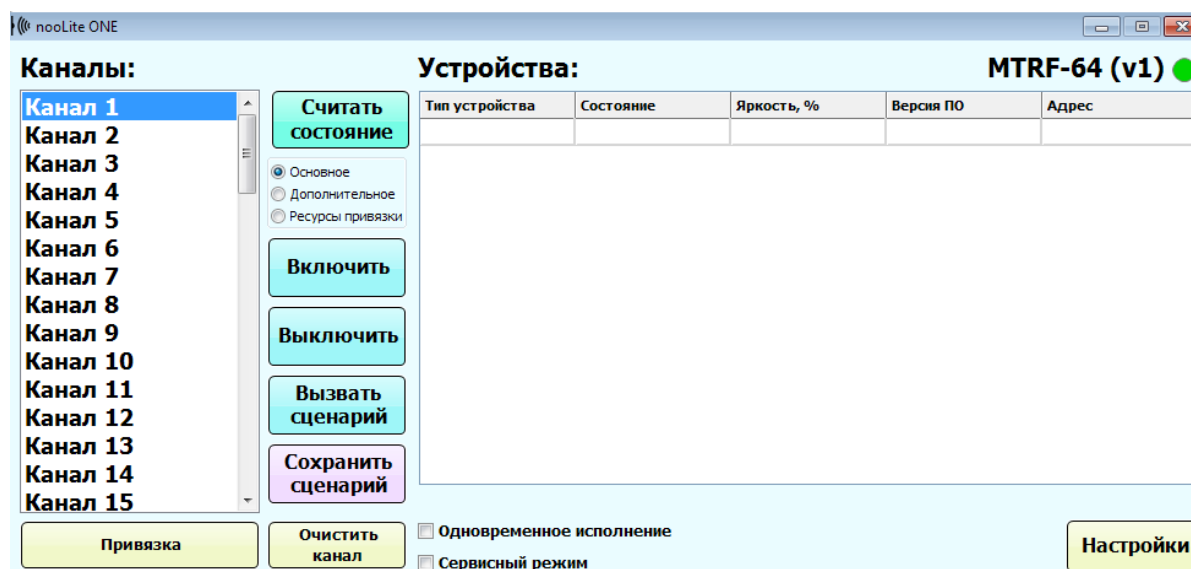 nooLite ONE
Каналы:
Устройства:
MTRF-64 (v1)
Канал 1
Канал 2
Канал 3
Канал 4
Канал 5
Канал 6
Канал 7
Канал 8
Канал 9
Канал 10
Канал 11
Канал 12
Канал 13
Канал 14
Канал 15
Считать
состояние
Основное
Дополнительное
Ресурсы привязки
Включить
Выключить
Вызвать
сценарий
Сохранить
сценарий
Тип устройства
Состояние
Яркость, %
Версия ПО
Адрес
Привязка
Очистить
канал
Одновременное исполнение
Сервисный режим
Настройки